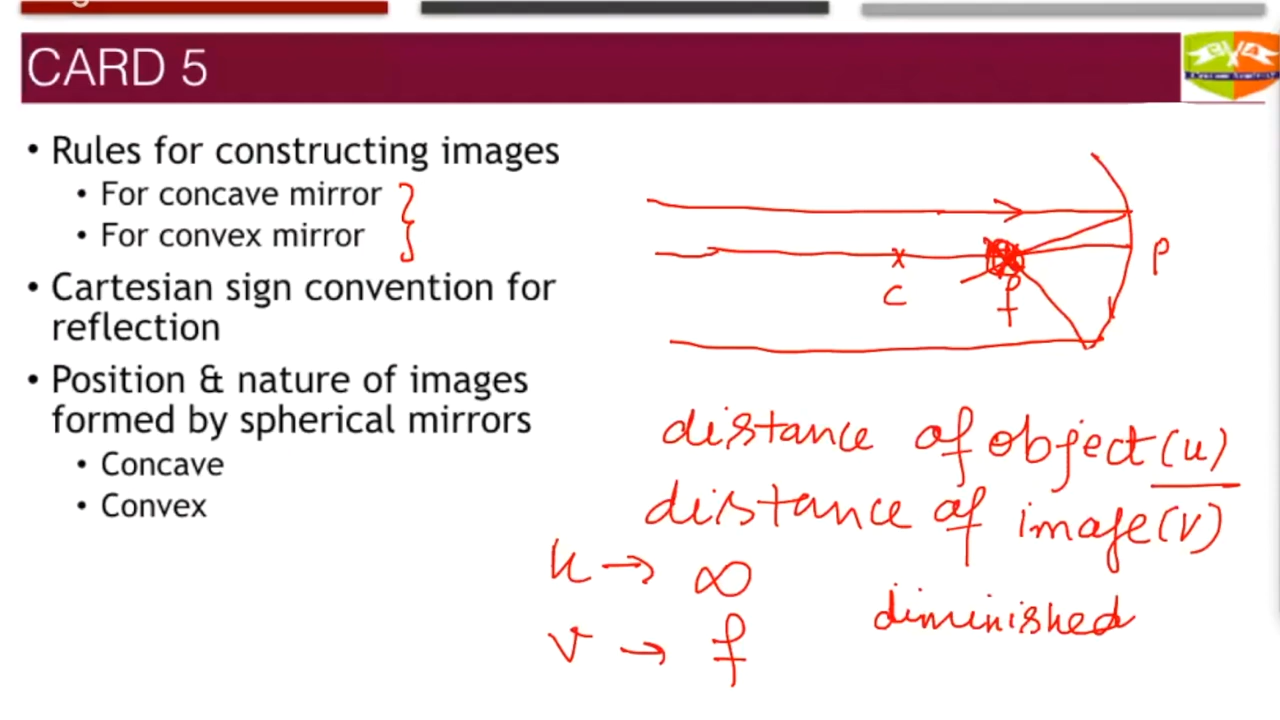 CARD 5
• Rules for constructing images
• For concave mirror
• For convex mirror
• Cartesian sign convention for
reflection
• Position & nature of images
formed by spherical mirrors
• Concave
• Convex
C
f
P
distance of object (u)
distance of image (v)
u → ∞
v → f
diminished